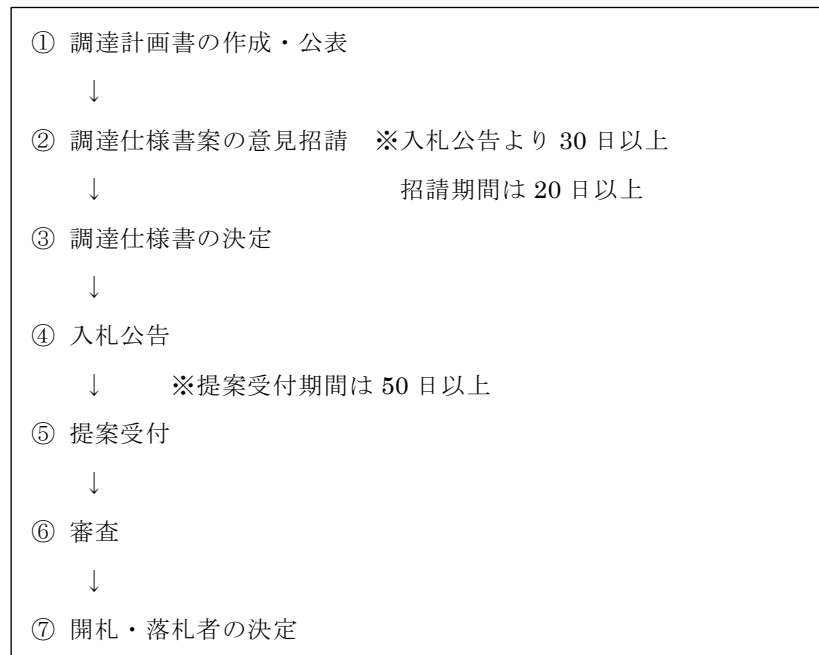 ① 調達計画書の作成・公表
↓
② 調達仕様書案の意見招請 ※入札公告より 30 日以上
↓ 招請期間は 20 日以上
③ 調達仕様書の決定
↓
④ 入札公告
↓ ※提案受付期間は 50 日以上
⑤ 提案受付
↓
⑥ 審査
↓
⑦ 開札・落札者の決定